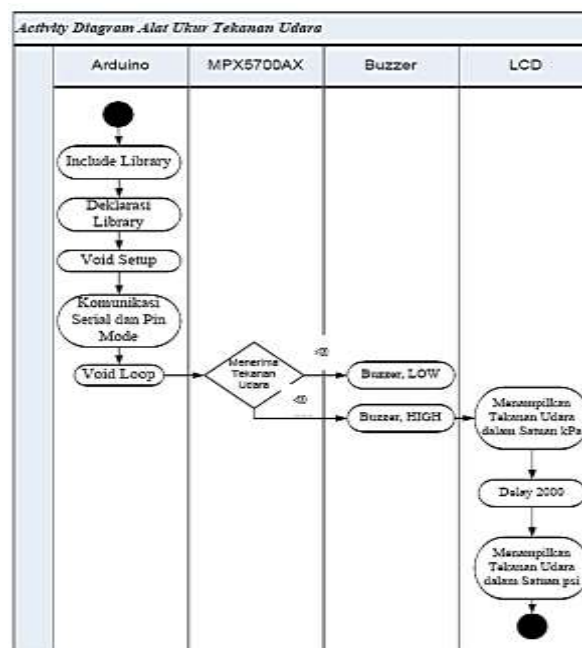 Activity Diagram Alat Ukur Tekanan Udara
Arduino
MPX5700AX
Buzzer
LCD
Include Library
Deklarasi
Library
Void Setup
Komunikasi
Serial dan Pin
Mode
Void Loop
Menerima
Tekanan
Udara
Buzzer, LOW
Buzzer, HIGH
Menampilkan
Tekanan Udara
dalam Satuan kPa
Delay 2000
Menampilkan
Tekanan Udara
dalam Satuan psi